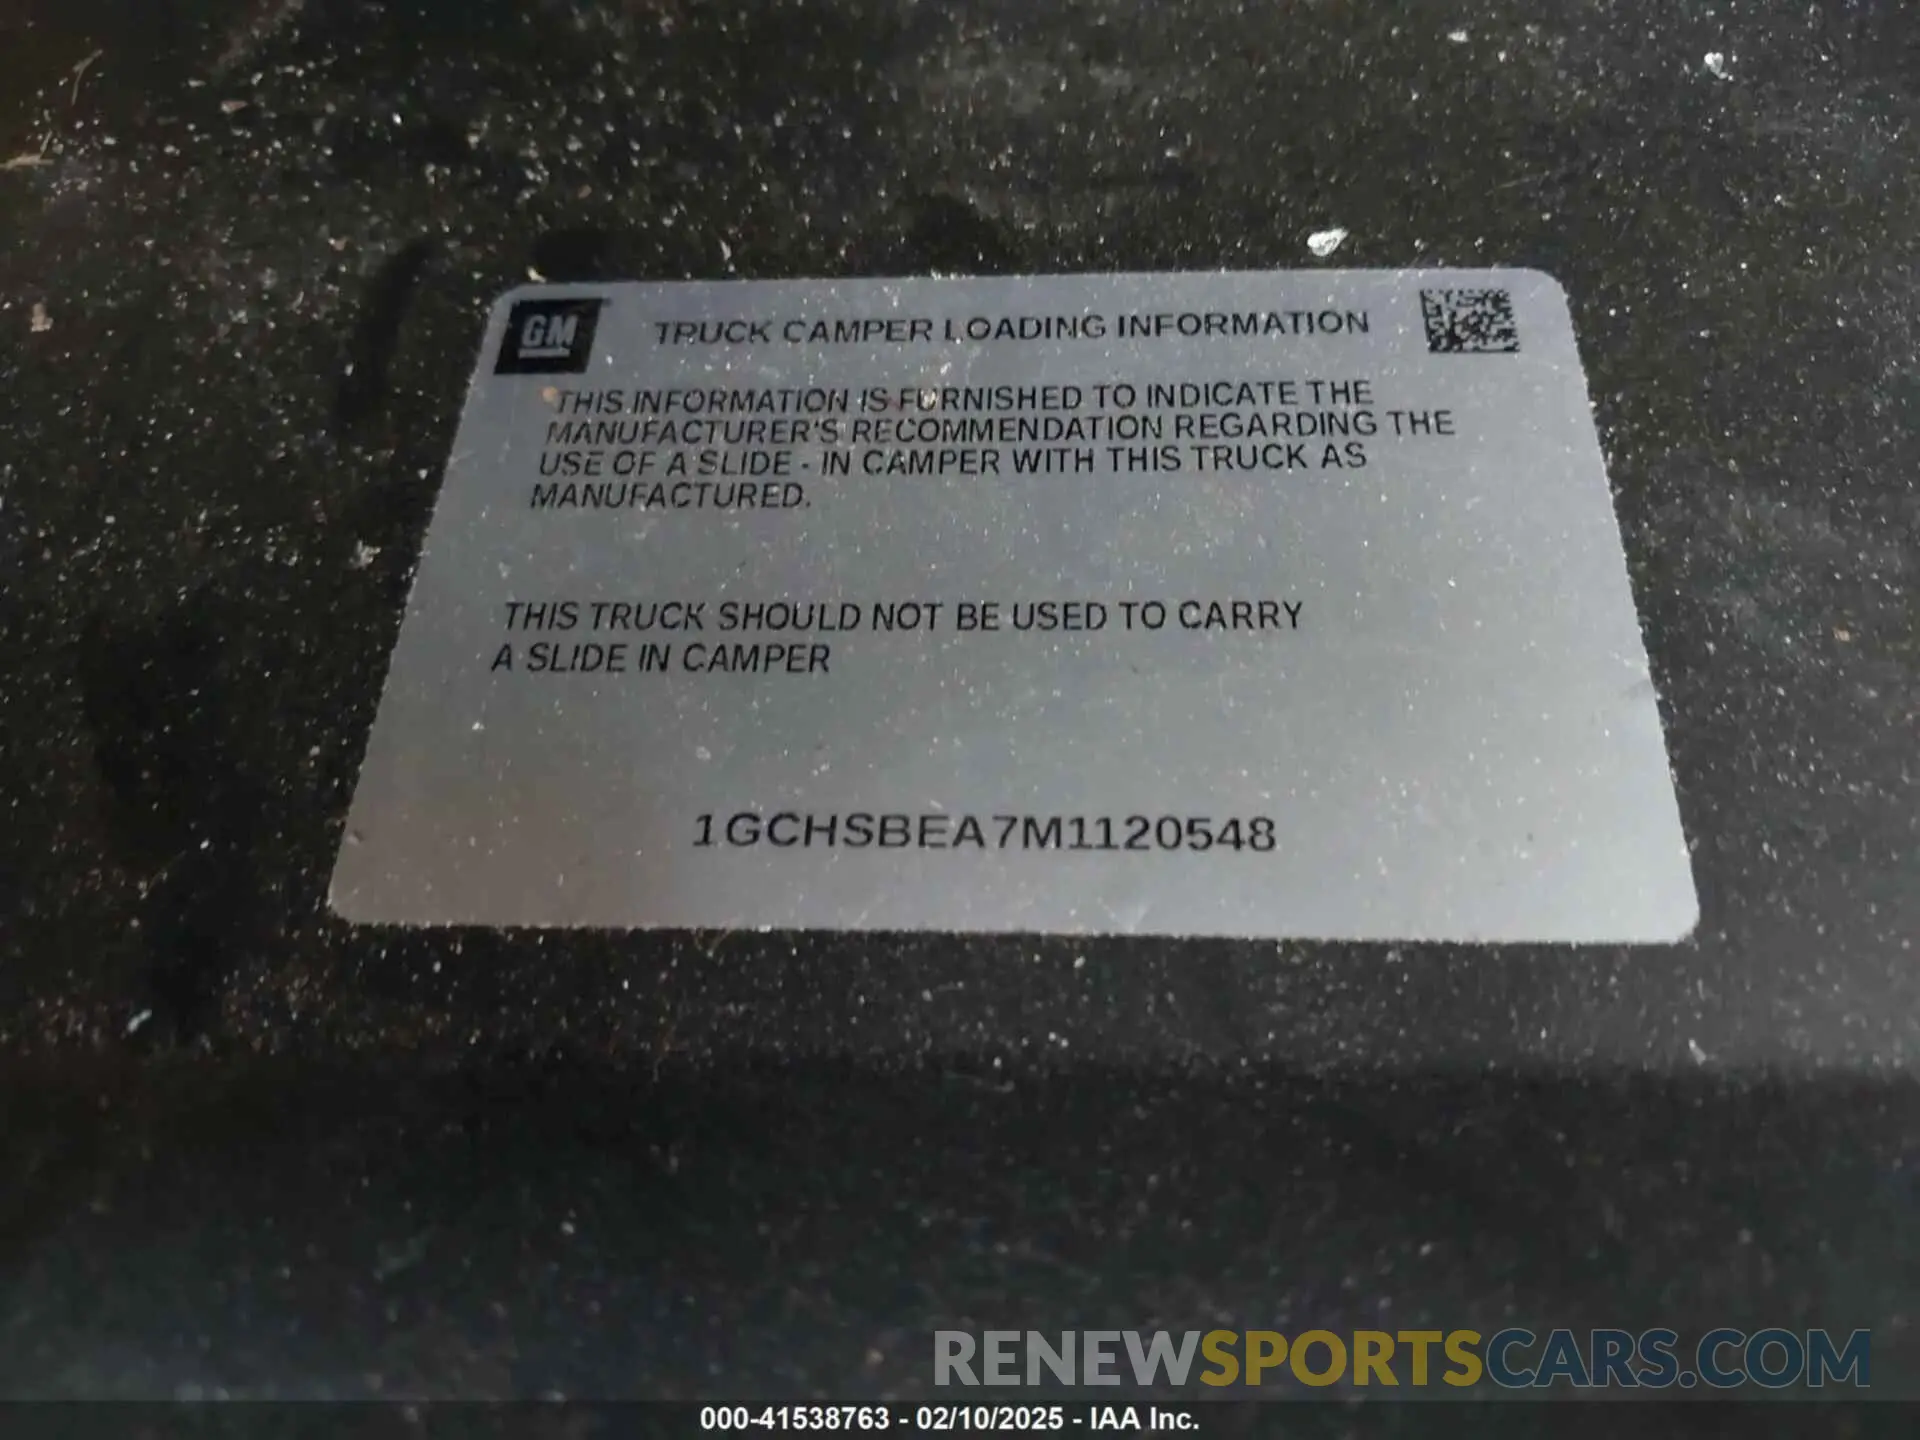 GM
TRUCK CAMPER LOADING INFORMATION
THIS INFORMATION IS FURNISHED TO INDICATE THE
MANUFACTURER'S RECOMMENDATION REGARDING THE
USE OF A SLIDE - IN CAMPER WITH THIS TRUCK AS
MANUFACTURED.
THIS TRUCK SHOULD NOT BE USED TO CARRY
A SLIDE IN CAMPER
1GCHSBEA7M1120548
RENEWSPORTSCARS.COM
000-41538763 - 02/10/2025 - IAA Inc.